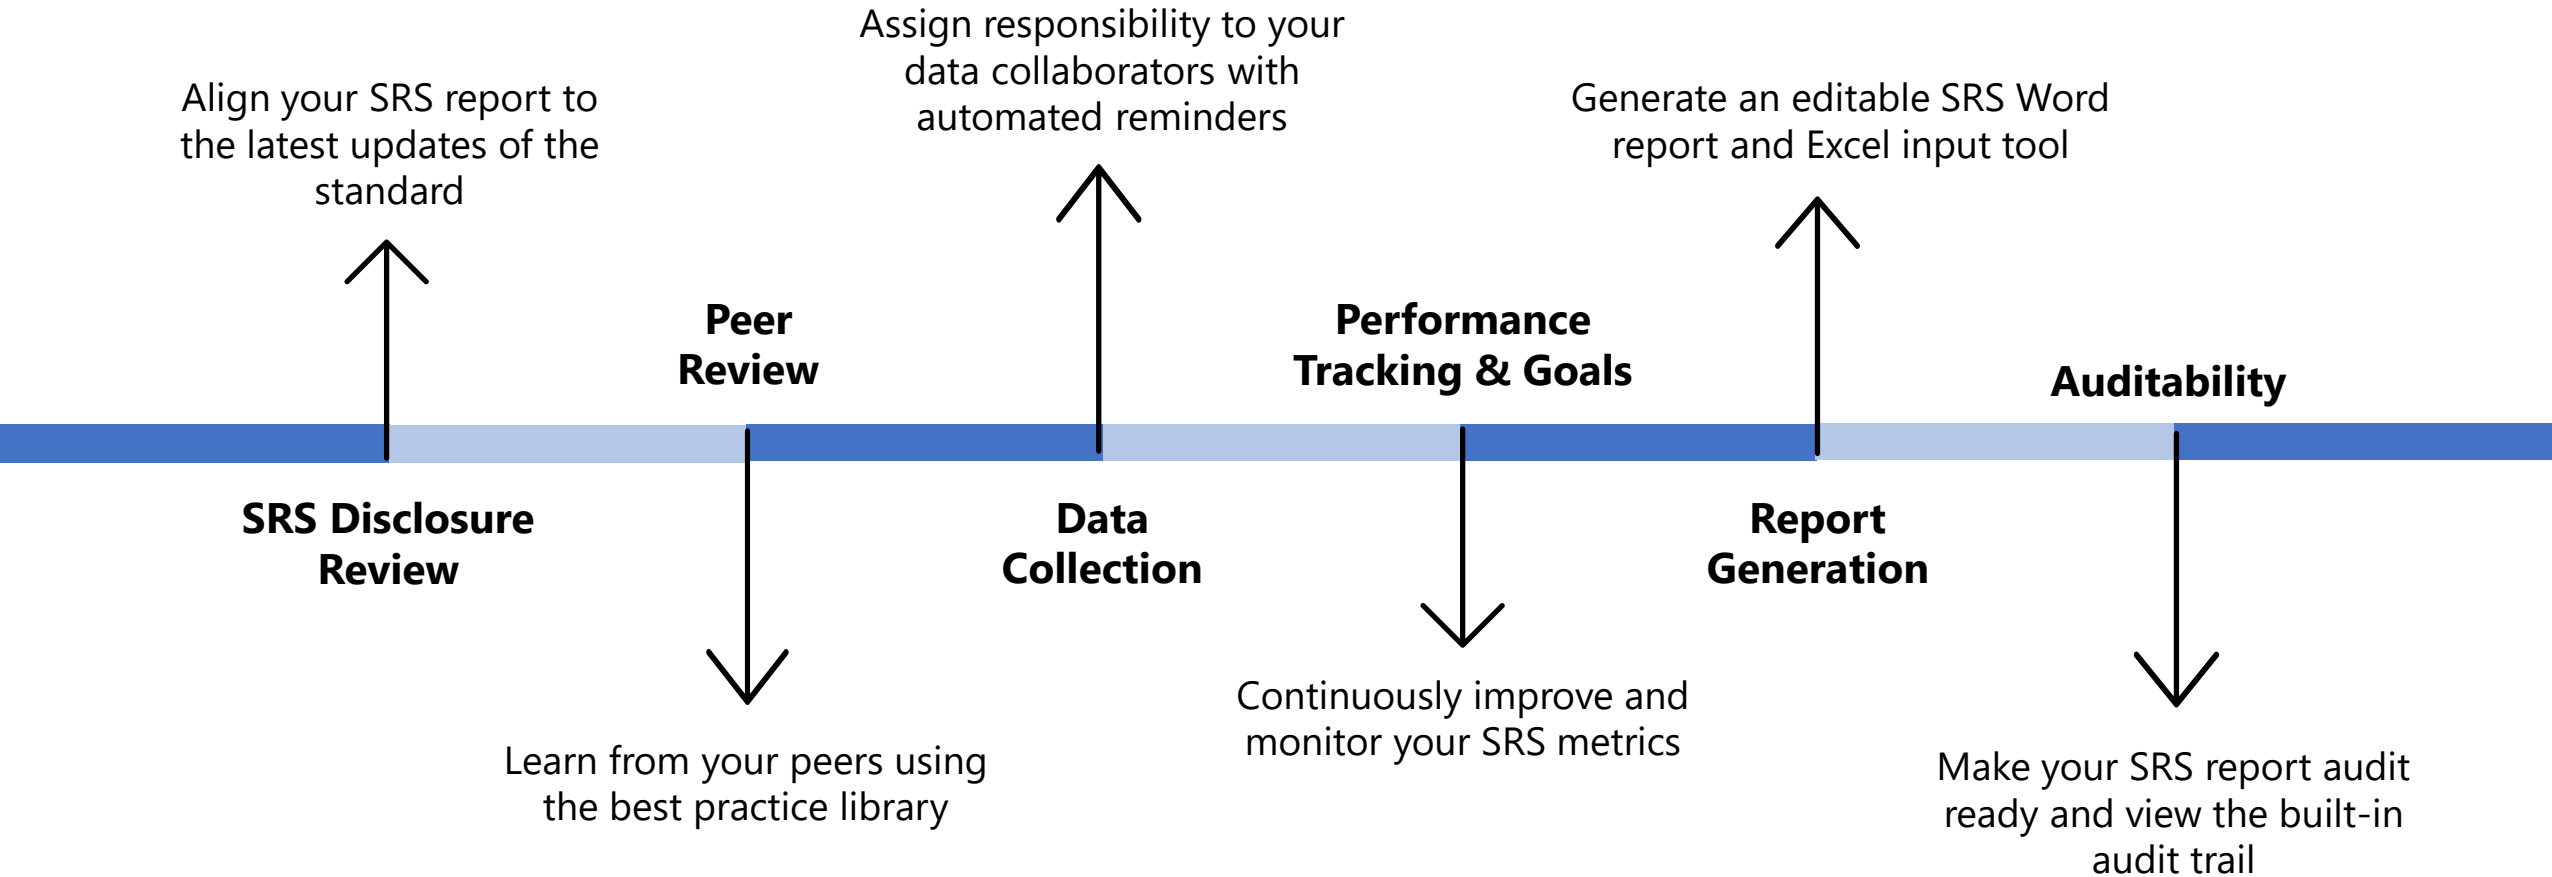 Align your SRS report to
the latest updates of the
standard
SRS Disclosure
Review
Peer
Review
Learn from your peers using
the best practice library
Assign responsibility to your
data collaborators with
automated reminders
Data
Collection
Performance
Tracking & Goals
Continuously improve and
monitor your SRS metrics
Generate an editable SRS Word
report and Excel input tool
Report
Generation
Auditability
Make your SRS report audit
ready and view the built-in
audit trail